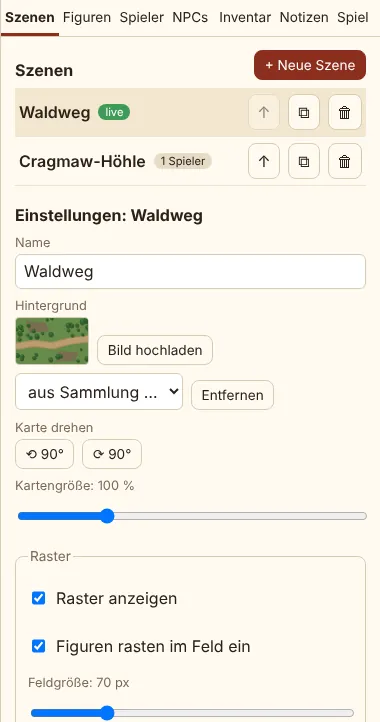 Szenen Figuren Spieler NPCs Inventar Notizen Spiel
Szenen + Neue Szene
Waldweg live ↑ ⧉ 🗑
Cragmaw-Höhle 1 Spieler ↑ ⧉ 🗑
Einstellungen: Waldweg
Name
Waldweg
Hintergrund
Bild hochladen
aus Sammlung ... Entfernen
Karte drehen
⟲ 90° ⟳ 90°
Kartengröße: 100 %
Raster
Raster anzeigen
Figuren rasten im Feld ein
Feldgröße: 70 px